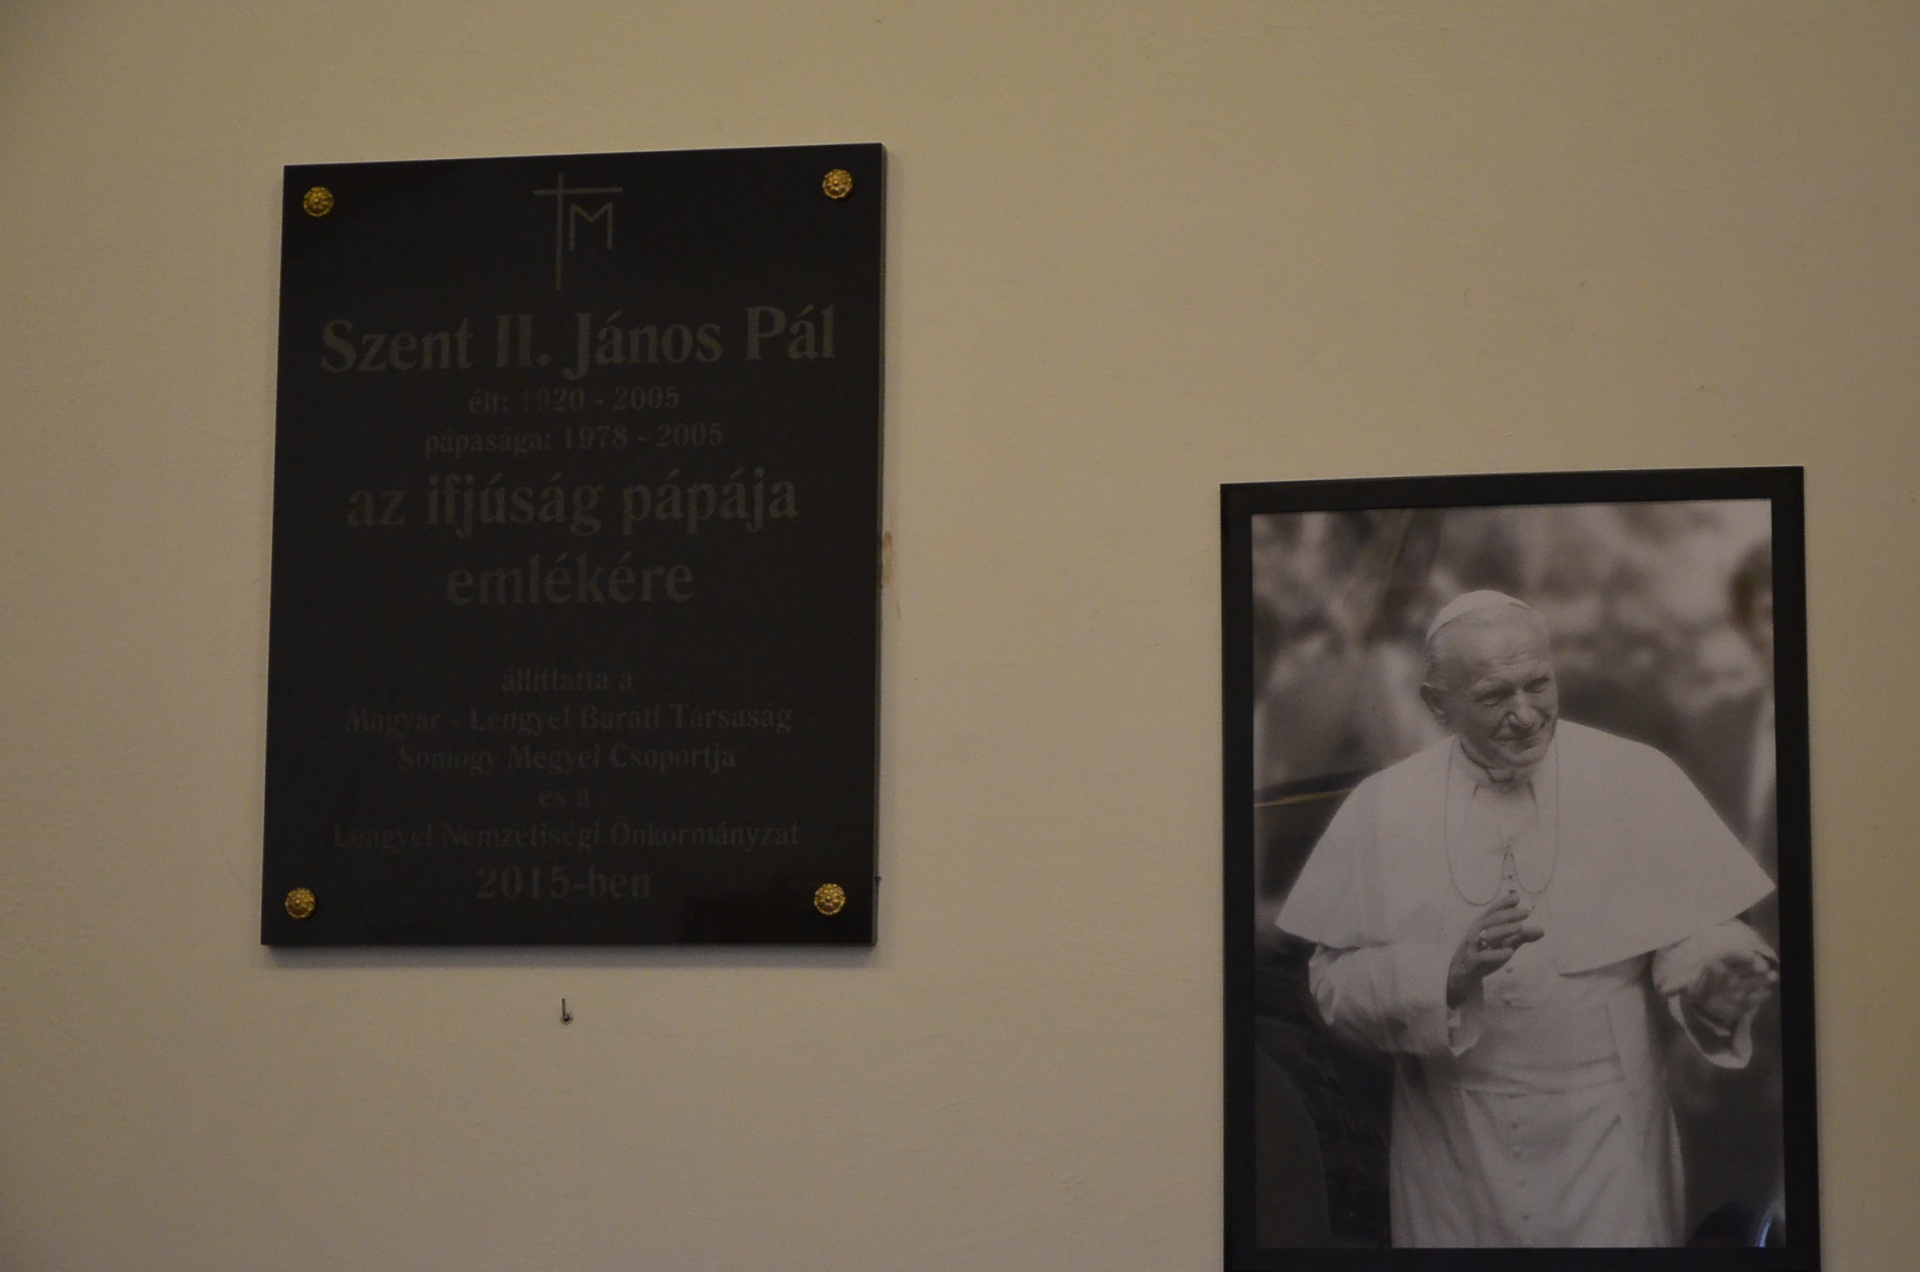 M
Szent II. János Pál
élt: 1920 - 2005
pápasága: 1978 - 2005
az ifjúság pápája
emlékére
állíttatta a
Magyar - Lengyel Baráti Társaság
Somogy Megyei Csoportja
és a
Lengyel Nemzetiségi Önkormányzat
2015-ben